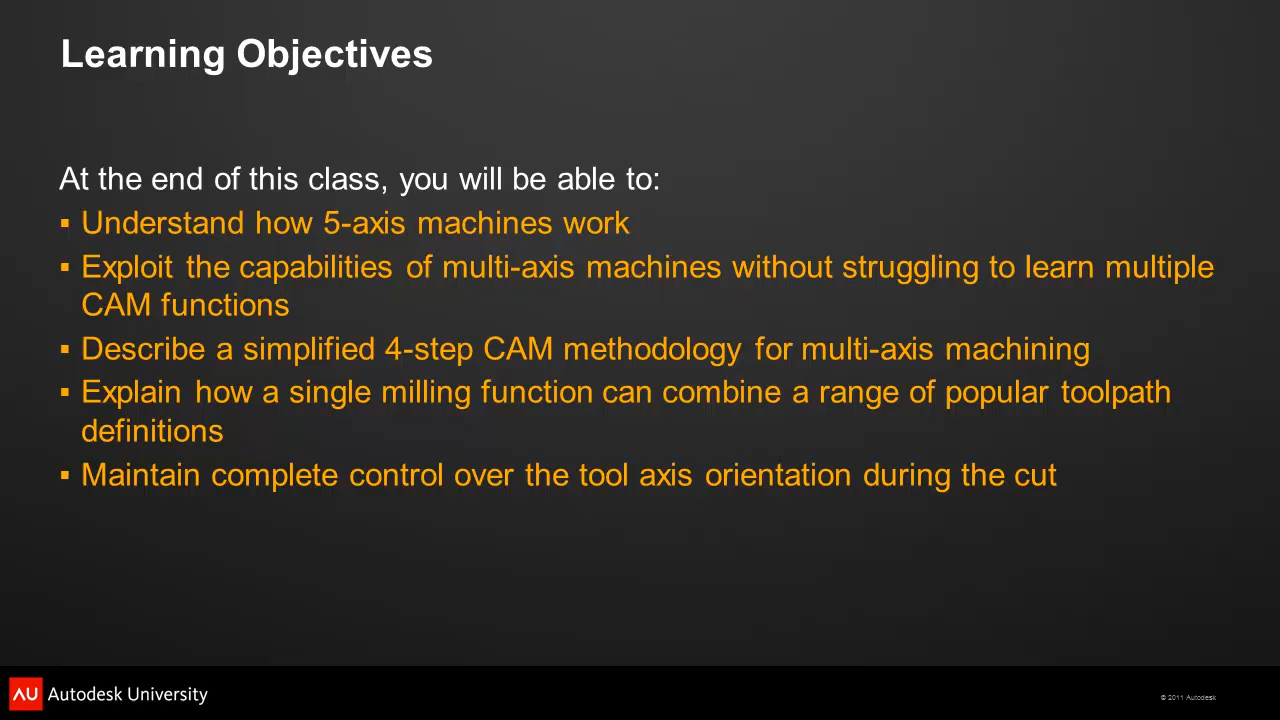 Learning Objectives
At the end of this class, you will be able to:
▪ Understand how 5-axis machines work
▪ Exploit the capabilities of multi-axis machines without struggling to learn multiple
CAM functions
▪ Describe a simplified 4-step CAM methodology for multi-axis machining
▪ Explain how a single milling function can combine a range of popular toolpath
definitions
▪ Maintain complete control over the tool axis orientation during the cut
AU Autodesk University
© 2011 Autodesk